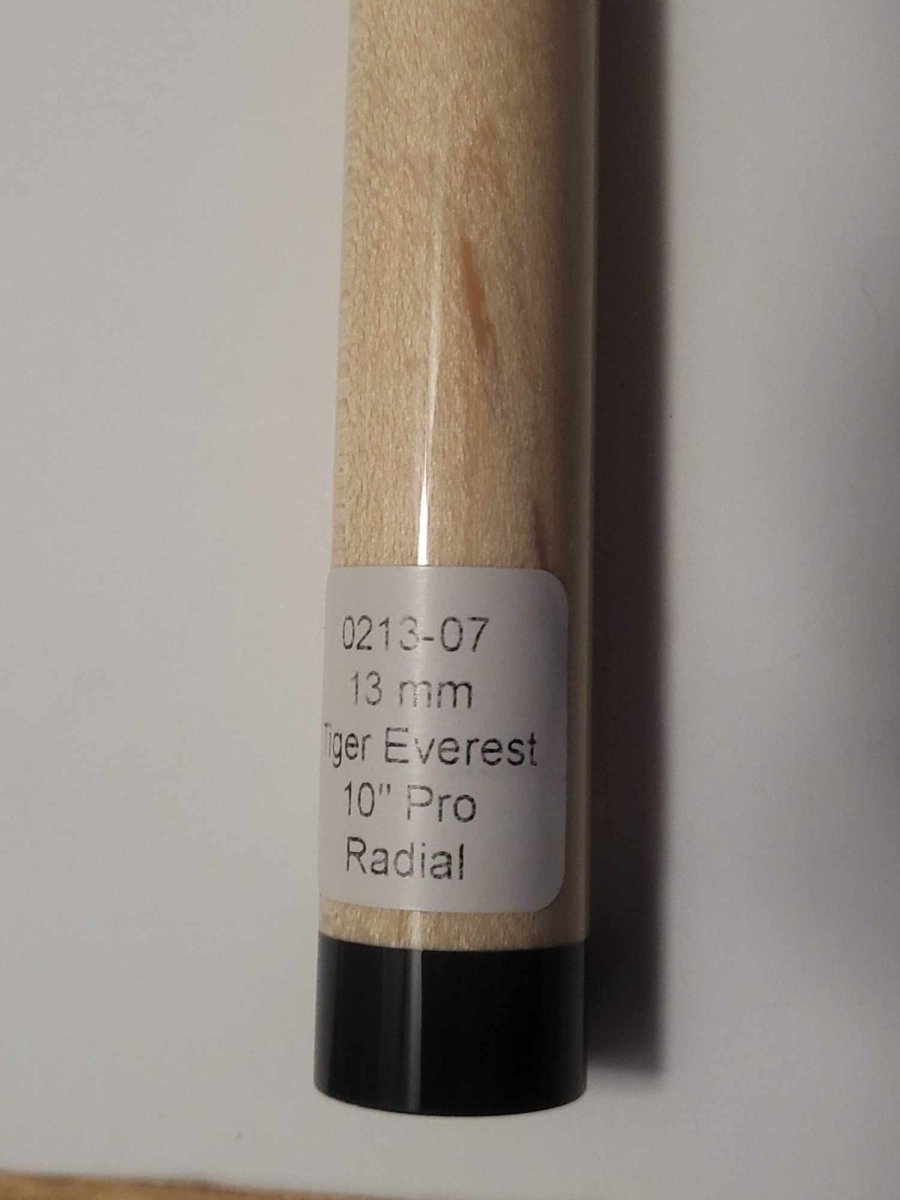 0213-07
13 mm
Tiger Everest
10" Pro
Radial